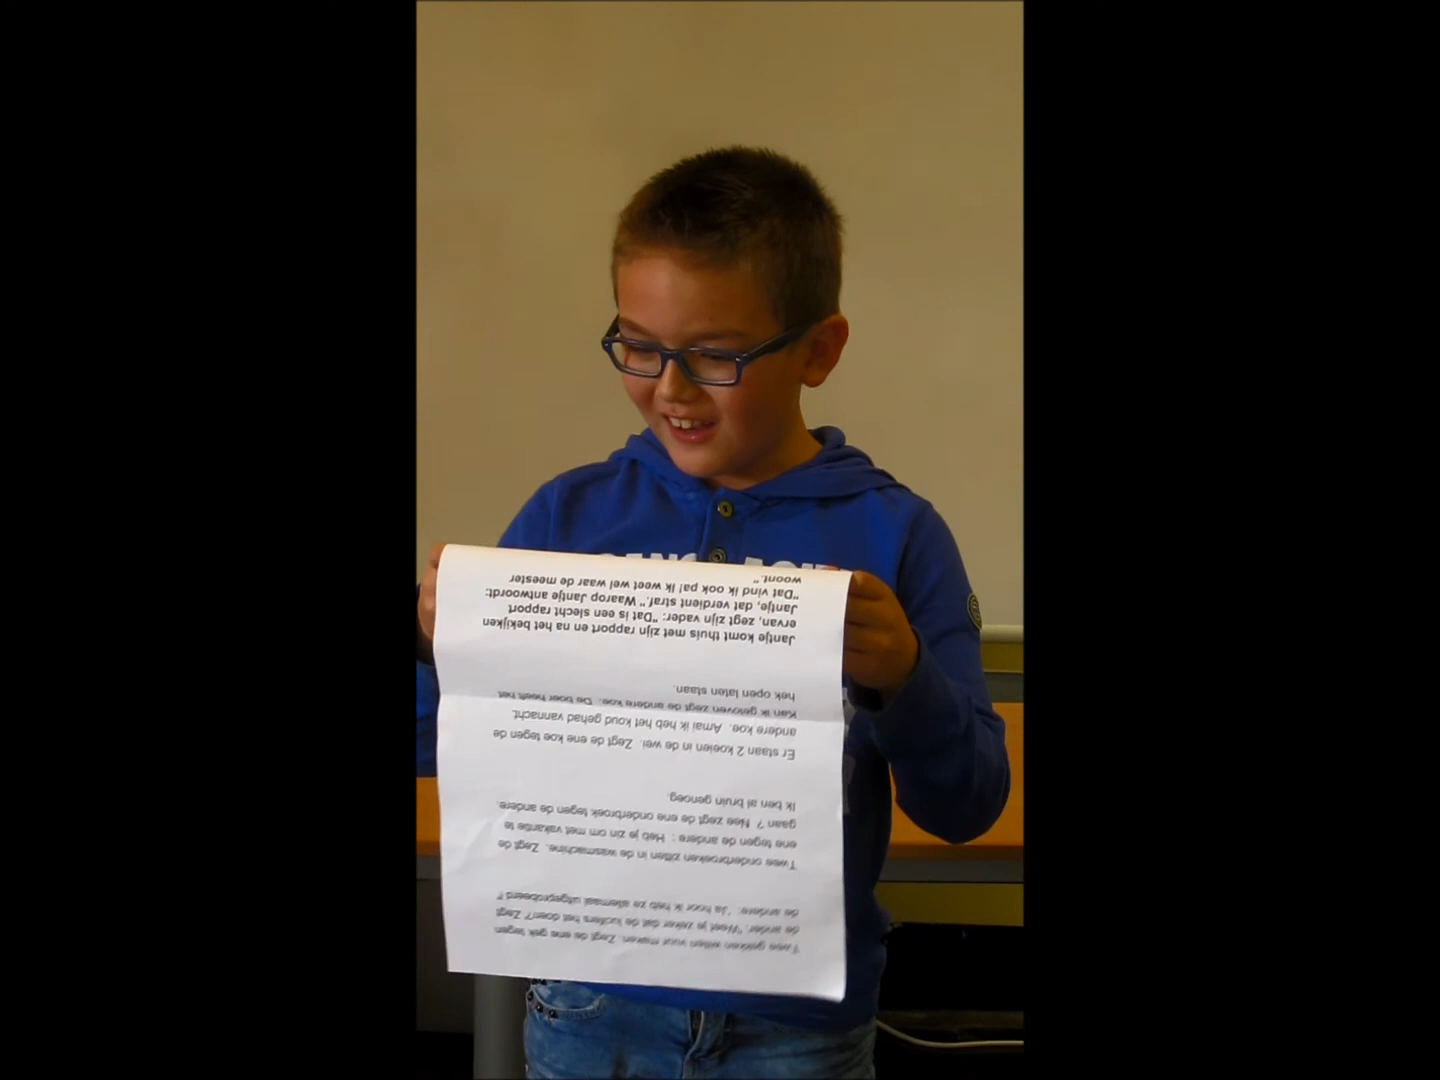 Twee gekken willen vuur maken. Zegt de ene gek tegen
de ander: "Weet je zeker dat de lucifers het doen? Zegt
de andere: "Ja hoor ik heb ze allemaal uitgeprobeerd !
Twee onderbroeken zitten in de wasmachine. Zegt de
ene tegen de andere : Heb je zin om met vakantie te
gaan ? Nee zegt de ene onderbroek tegen de andere.
Ik ben al bruin genoeg.
Er staan 2 koeien in de wei. Zegt de ene koe tegen de
andere koe. Amai ik heb het koud gehad vannacht.
Kan ik geloven zegt de andere koe. De boer heeft het
hek open laten staan.
Jantje komt thuis met zijn rapport en na het bekijken
ervan, zegt zijn vader: "Dat is een slecht rapport
Jantje, dat verdient straf." Waarop Jantje antwoordt:
"Dat vind ik ook pa! Ik weet wel waar de meester
woont."